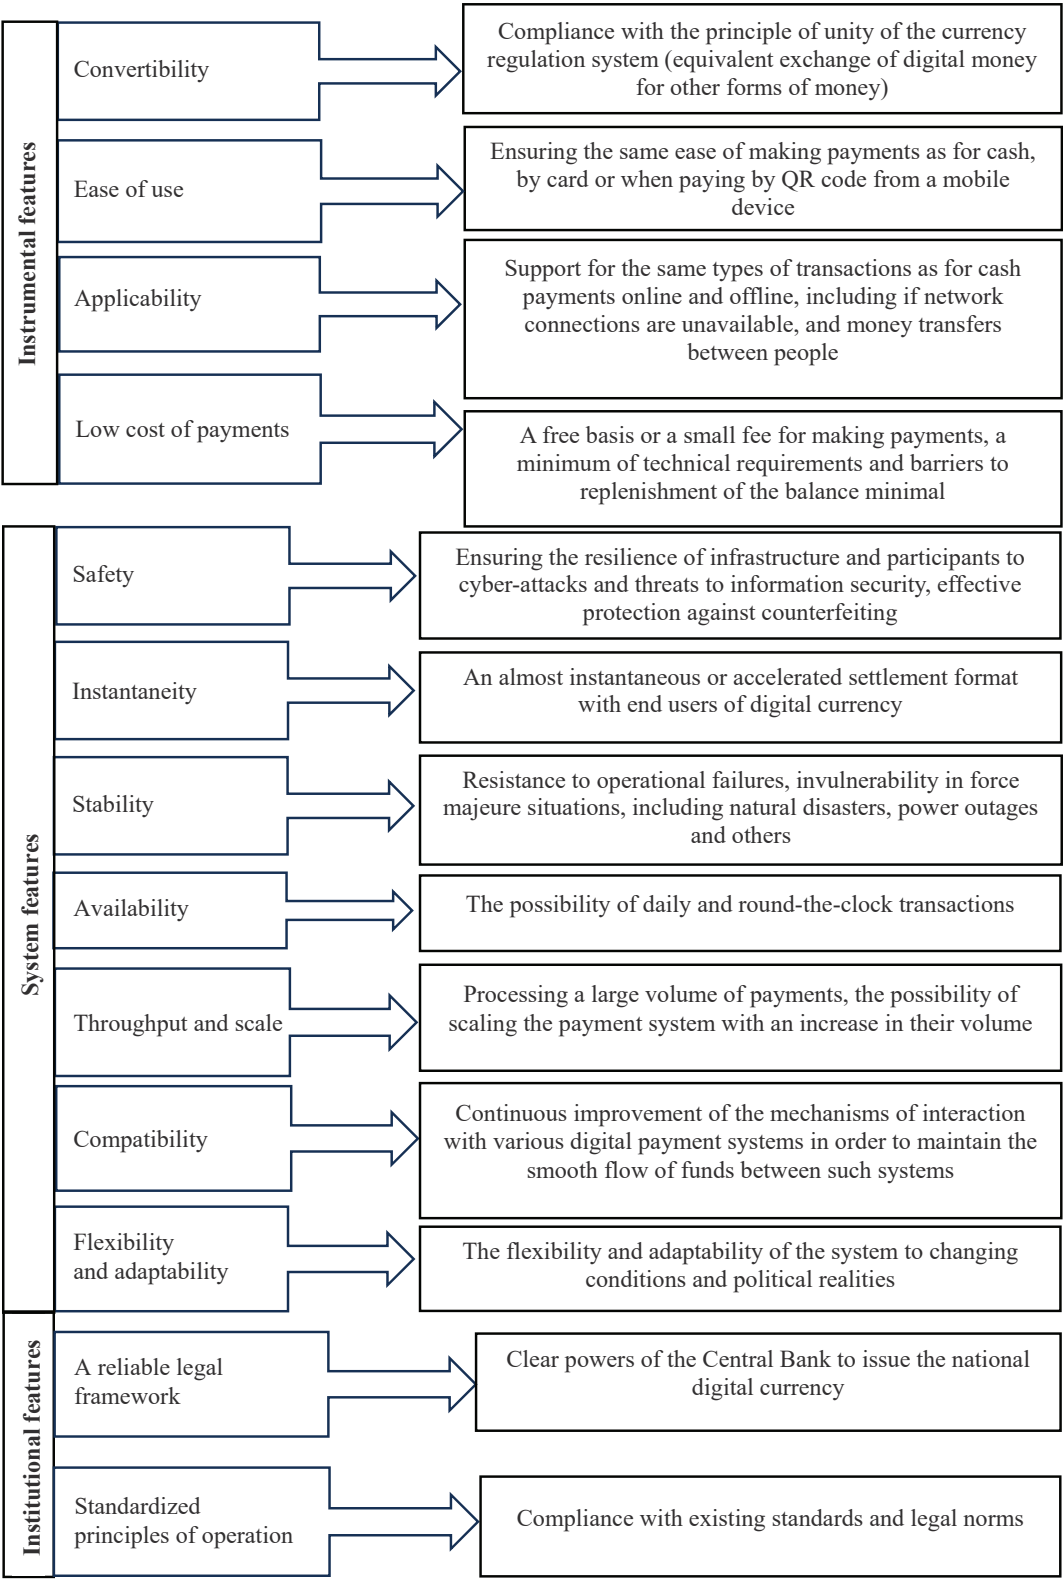 Instrumental features
Convertibility
Compliance with the principle of unity of the currency
regulation system (equivalent exchange of digital money
for other forms of money)
Ease of use
Ensuring the same ease of making payments as for cash,
by card or when paying by QR code from a mobile
device
Applicability
Support for the same types of transactions as for cash
payments online and offline, including if network
connections are unavailable, and money transfers
between people
Low cost of payments
A free basis or a small fee for making payments, a
minimum of technical requirements and barriers to
replenishment of the balance minimal
System features
Safety
Ensuring the resilience of infrastructure and participants to
cyber-attacks and threats to information security, effective
protection against counterfeiting
Instantaneity
An almost instantaneous or accelerated settlement format
with end users of digital currency
Stability
Resistance to operational failures, invulnerability in force
majeure situations, including natural disasters, power outages
and others
Availability
The possibility of daily and round-the-clock transactions
Throughput and scale
Processing a large volume of payments, the possibility of
scaling the payment system with an increase in their volume
Compatibility
Continuous improvement of the mechanisms of interaction
with various digital payment systems in order to maintain the
smooth flow of funds between such systems
Flexibility
and adaptability
The flexibility and adaptability of the system to changing
conditions and political realities
Institutional features
A reliable legal
framework
Clear powers of the Central Bank to issue the national
digital currency
Standardized
principles of operation
Compliance with existing standards and legal norms